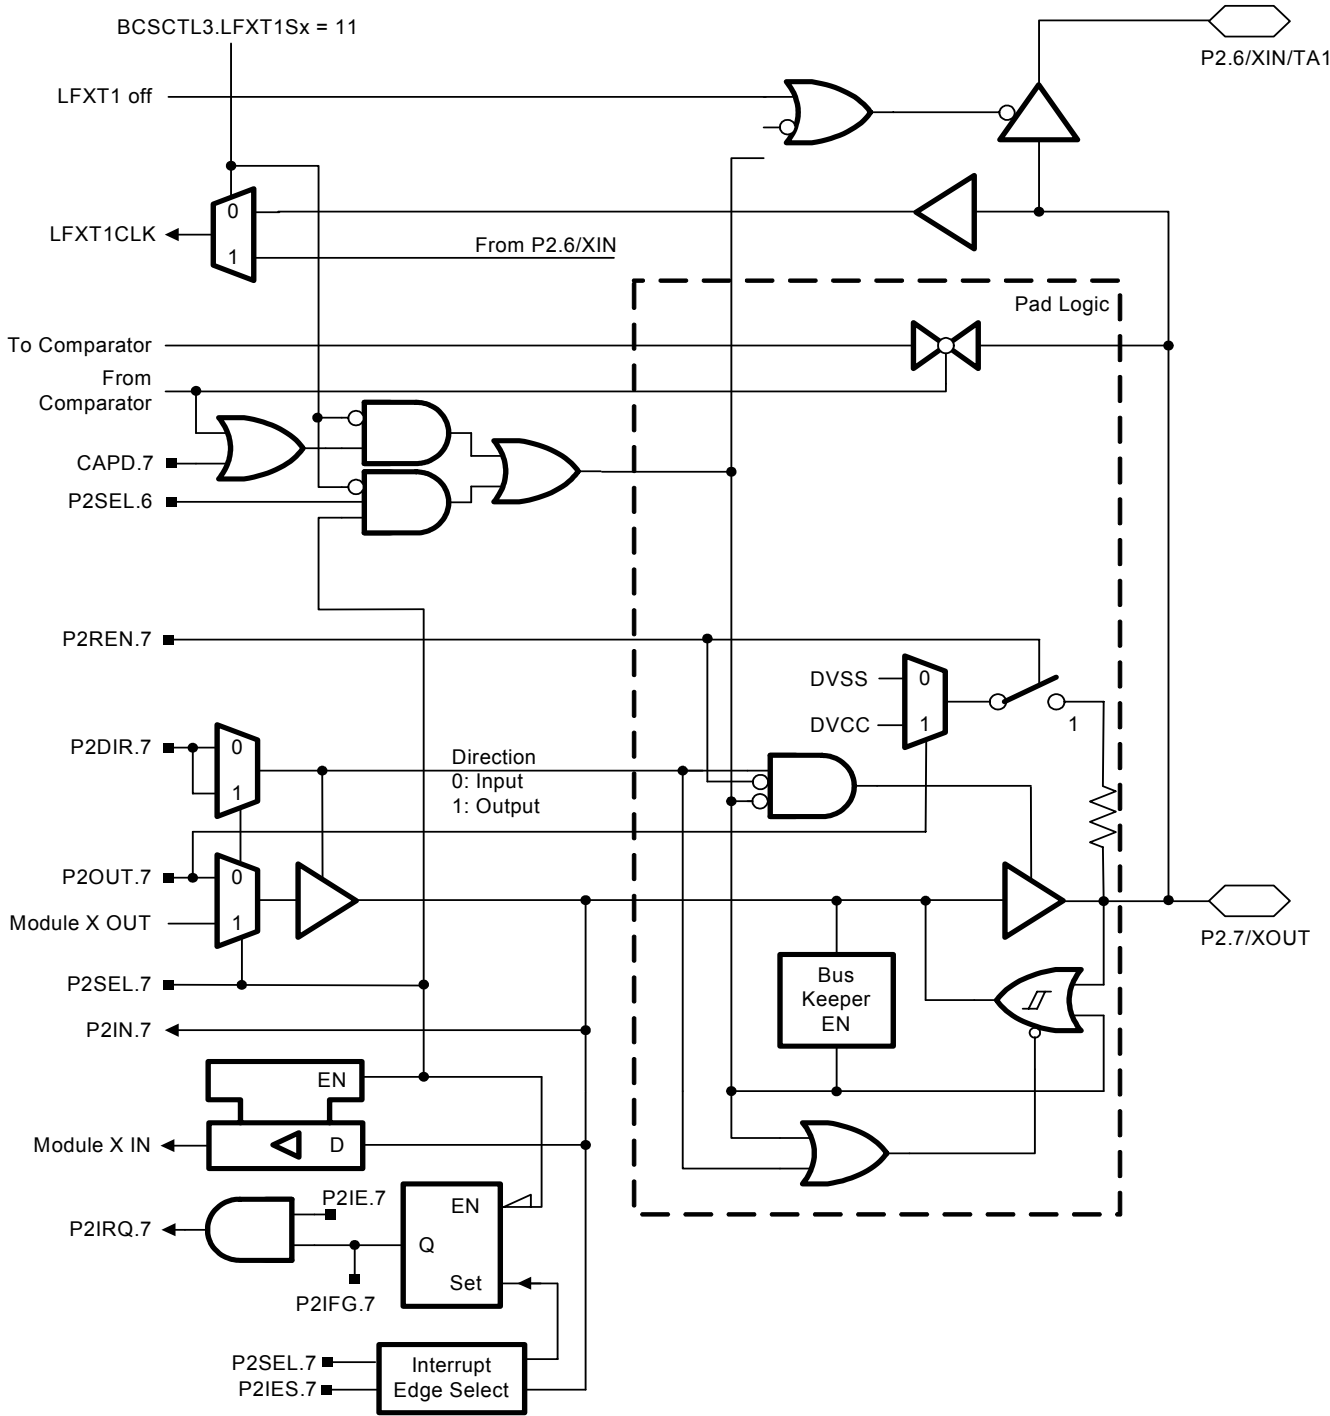 BCSCTL3.LFXT1Sx = 11
P2.6/XIN/TA1
LFXT1 off
0
LFXT1CLK
1
From P2.6/XIN
Pad Logic
To Comparator
From
Comparator
CAPD.7
P2SEL.6
P2REN.7
DVSS
0
DVCC
1
1
P2DIR.7
0
1
Direction
0: Input
1: Output
P2OUT.7
0
Module X OUT
1
P2.7/XOUT
P2SEL.7
Bus
Keeper
EN
P2IN.7
EN
Module X IN
D
P2IE.7
EN
P2IRQ.7
Q
Set
P2IFG.7
P2SEL.7
P2IES.7
Interrupt
Edge Select